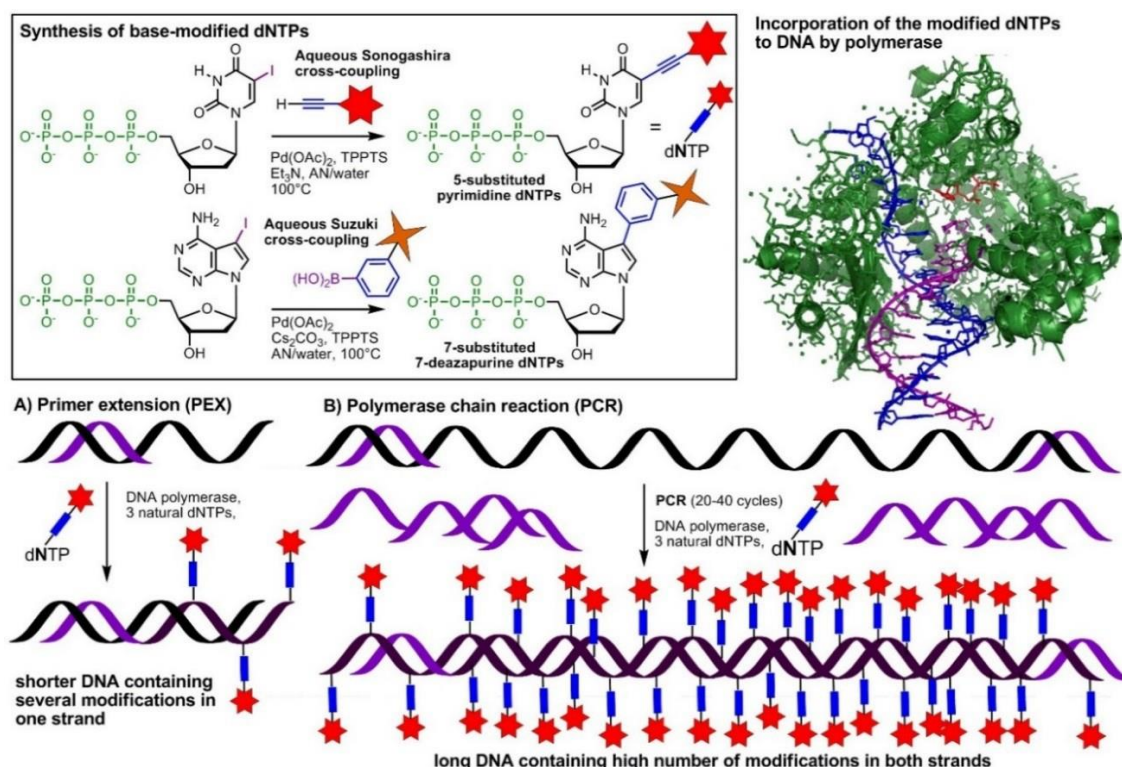 Synthesis of base-modified dNTPs
Aqueous Sonogashira
cross-coupling
Pd(OAc)2, TPPTS
Et3N, AN/water
100°C
5-substituted
pyrimidine dNTPs
= dNTP
Aqueous Suzuki
cross-coupling
(HO)2B
Pd(OAc)2
Cs2CO3, TPPTS
AN/water, 100°C
7-substituted
7-deazapurine dNTPs
Incorporation of the modified dNTPs
to DNA by polymerase
A) Primer extension (PEX)
dNTP
DNA polymerase,
3 natural dNTPs,
shorter DNA containing
several modifications in
one strand
B) Polymerase chain reaction (PCR)
PCR (20-40 cycles)
DNA polymerase,
3 natural dNTPs,
dNTP
long DNA containing high number of modifications in both strands